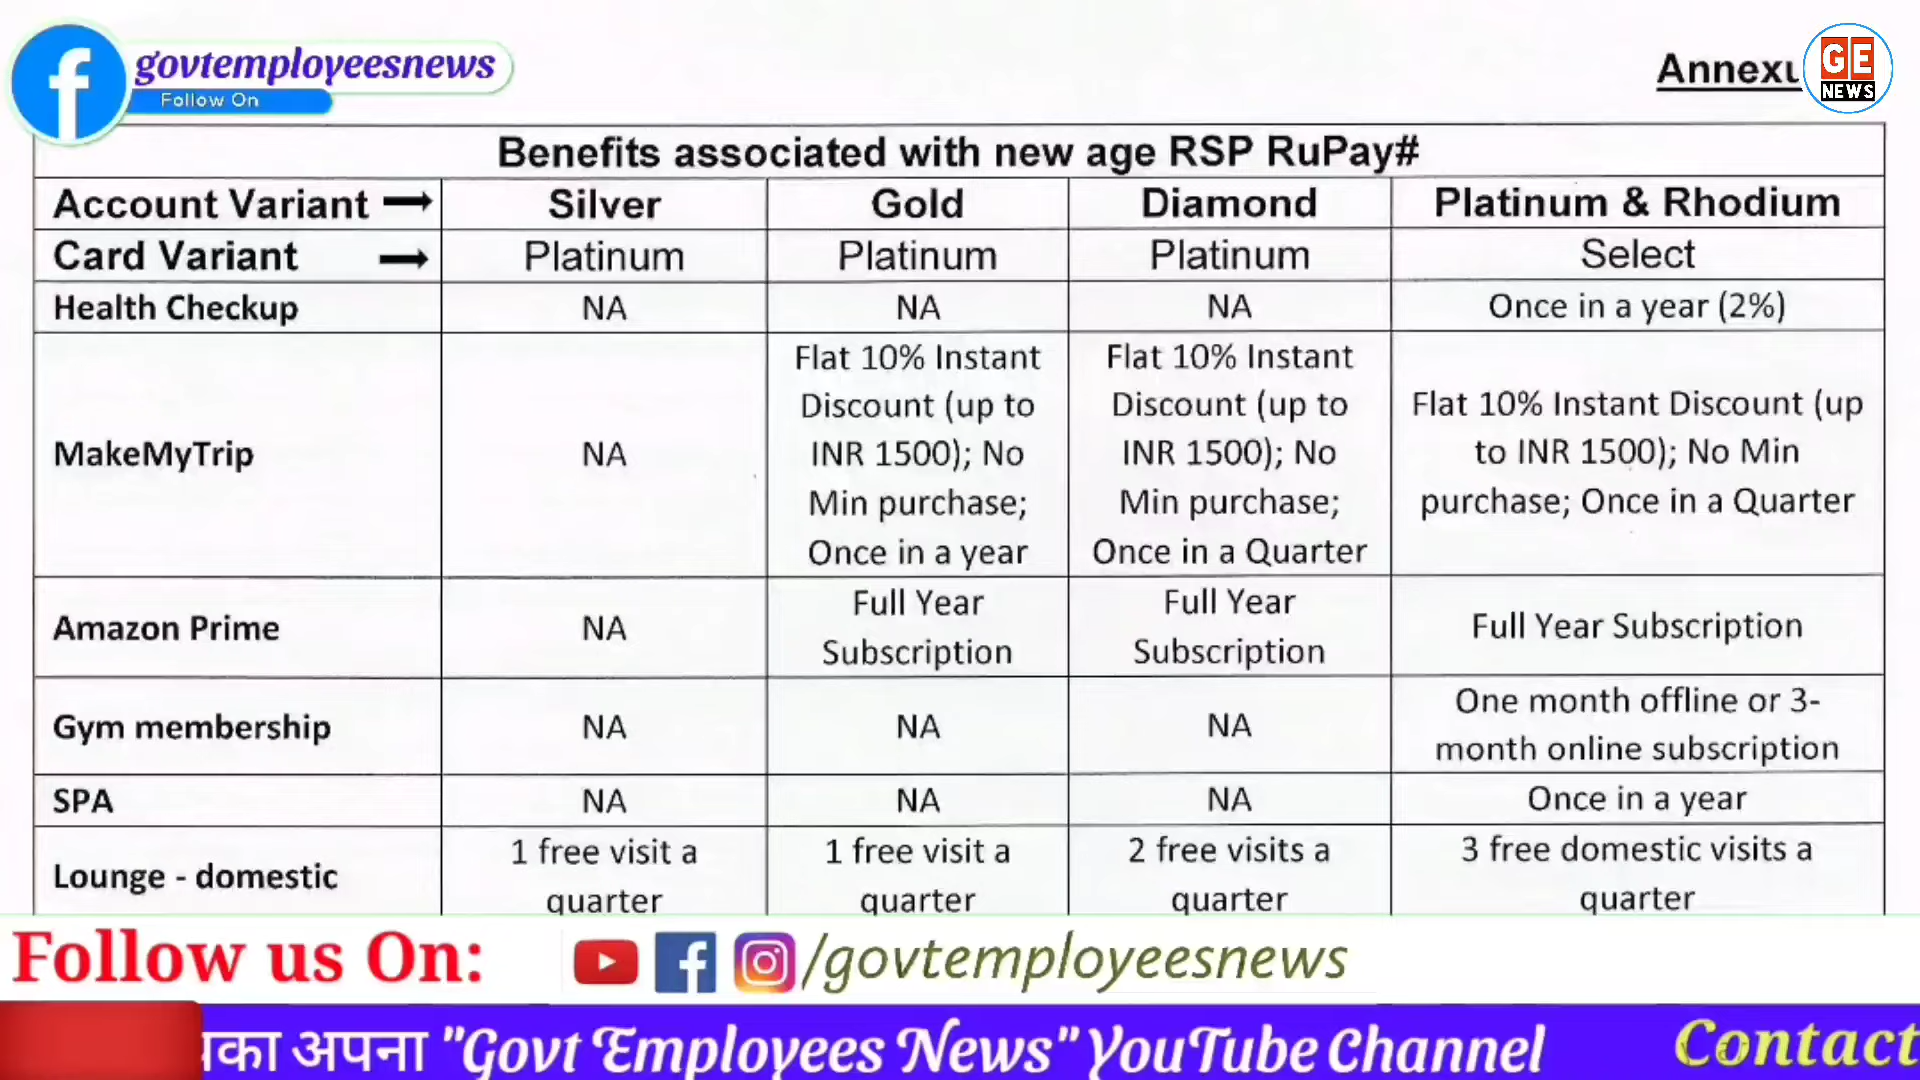 govtemployeesnews
Follow On
GE
NEWS
Benefits associated with new age RSP RuPay#
Account Variant → Silver Gold Diamond Platinum & Rhodium
Card Variant → Platinum Platinum Platinum Select
Health Checkup NA NA NA Once in a year (2%)
MakeMyTrip NA Flat 10% Instant Discount (up to INR 1500); No Min purchase; Once in a year Flat 10% Instant Discount (up to INR 1500); No Min purchase; Once in a Quarter Flat 10% Instant Discount (up to INR 1500); No Min purchase; Once in a Quarter
Amazon Prime NA Full Year Subscription Full Year Subscription Full Year Subscription
Gym membership NA NA NA One month offline or 3-month online subscription
SPA NA NA NA Once in a year
Lounge - domestic 1 free visit a quarter 1 free visit a quarter 2 free visits a quarter 3 free domestic visits a quarter
Follow us On: /govtemployeesnews
अपना "Govt Employees News" YouTube Channel Contact